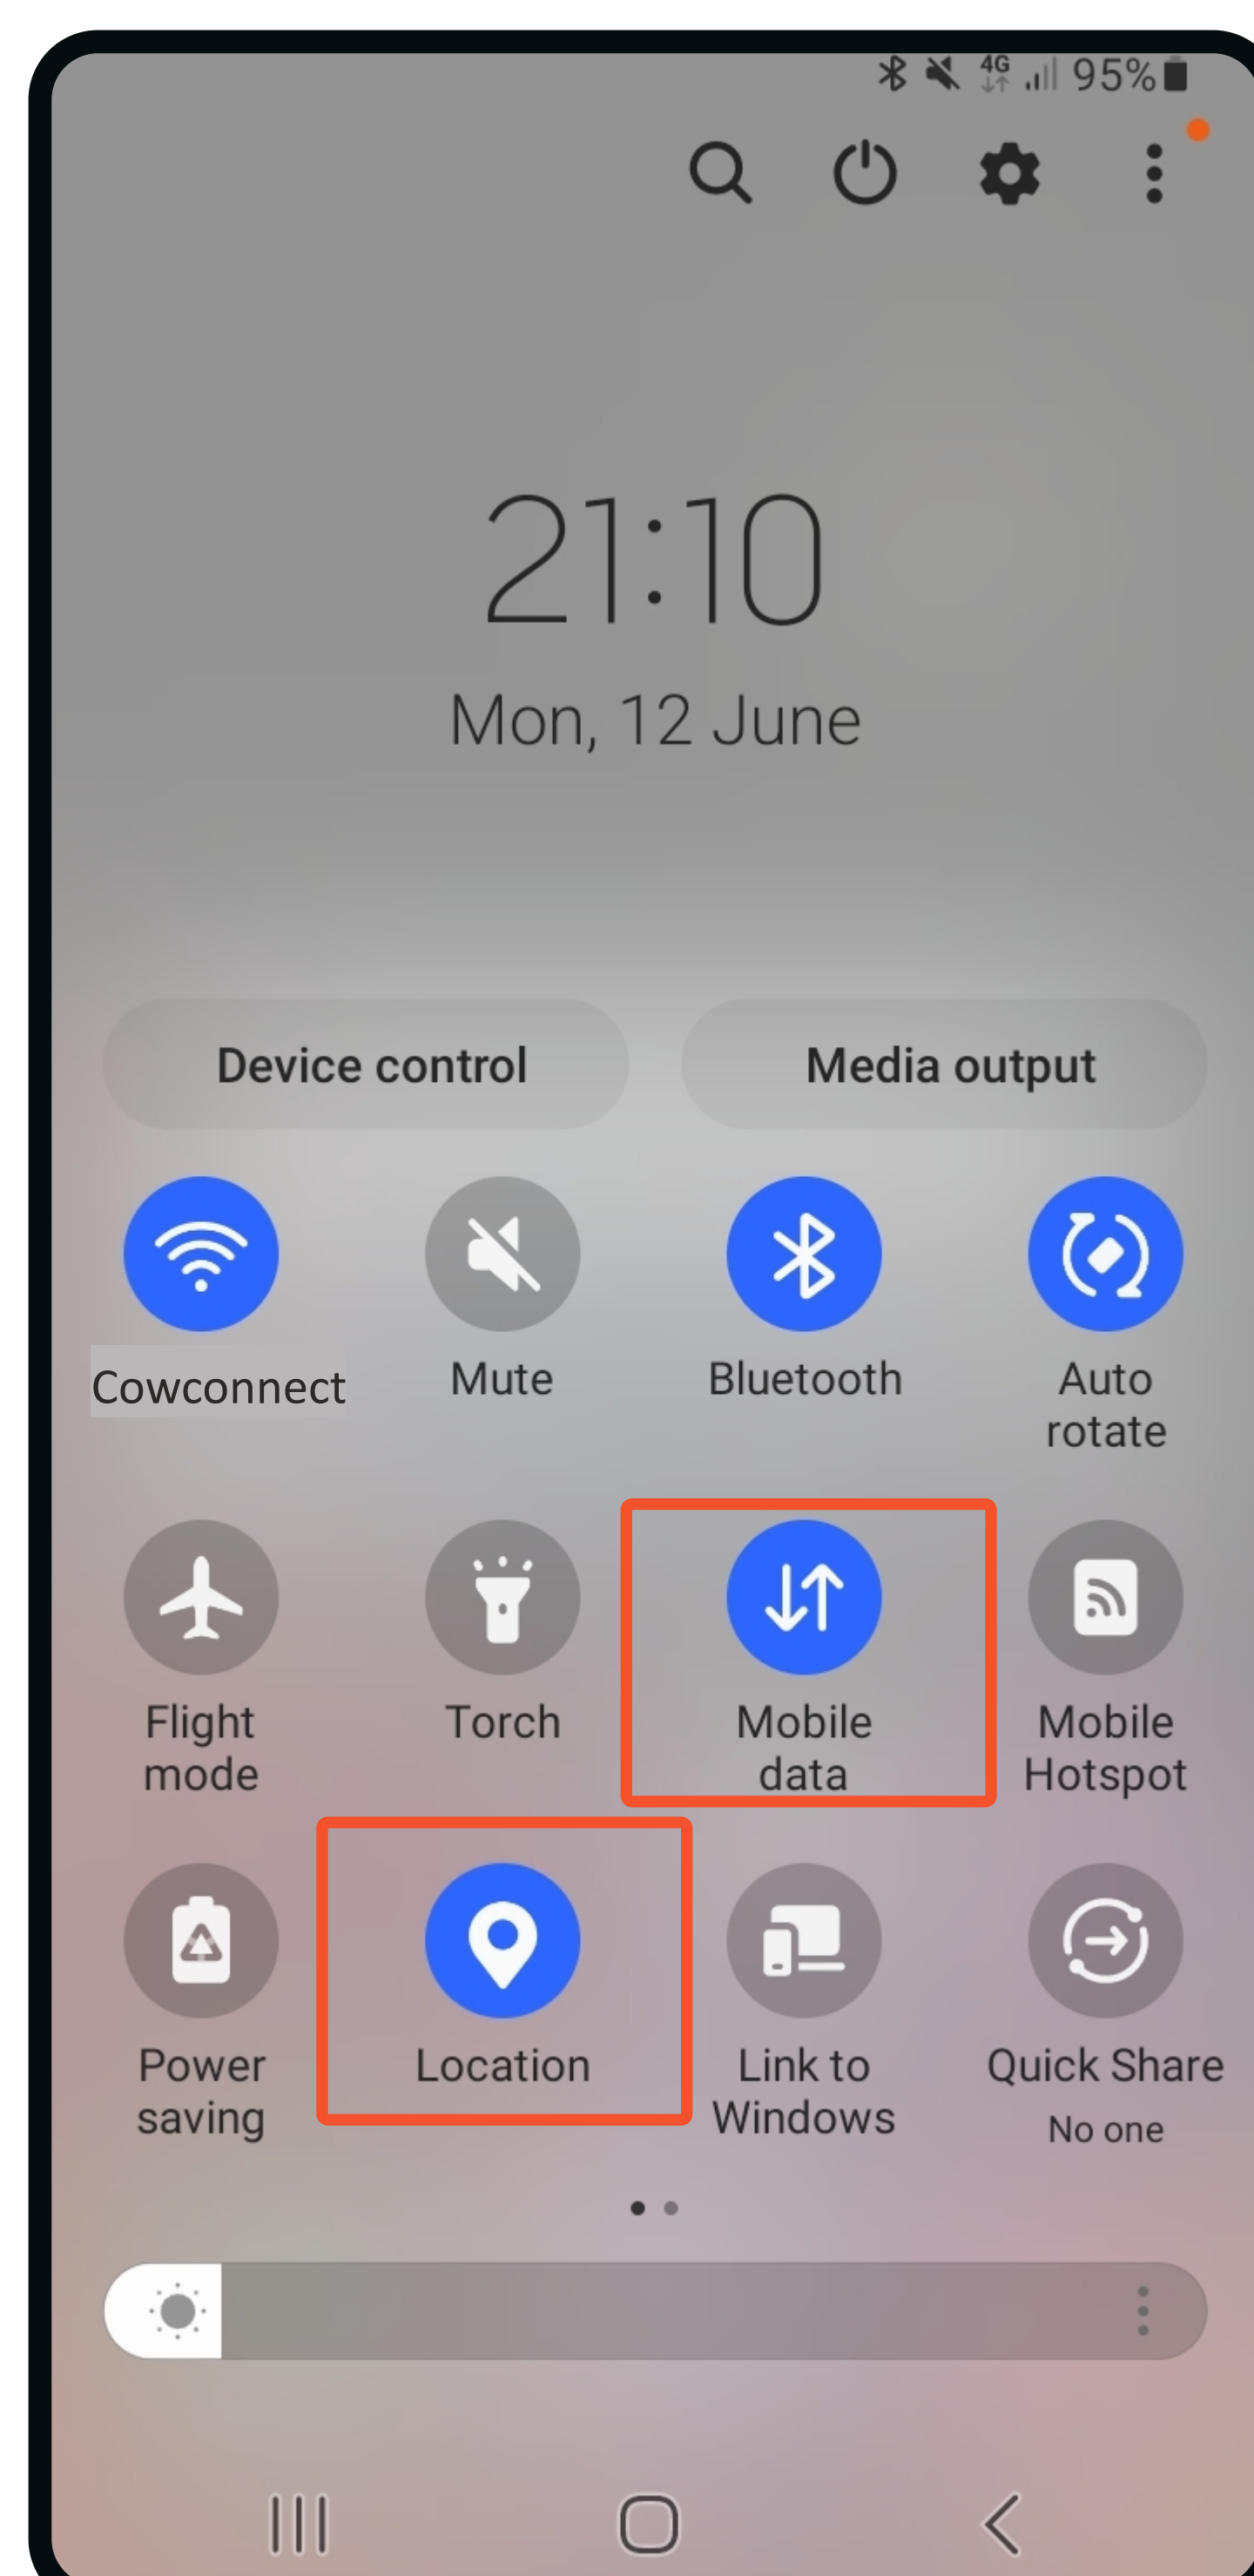 4G 95%
21:10
Mon, 12 June
Device control Media output
Cowconnect Mute Bluetooth Auto
rotate
Flight Torch Mobile Mobile
mode data Hotspot
Power Location Link to Quick Share
saving Windows No one